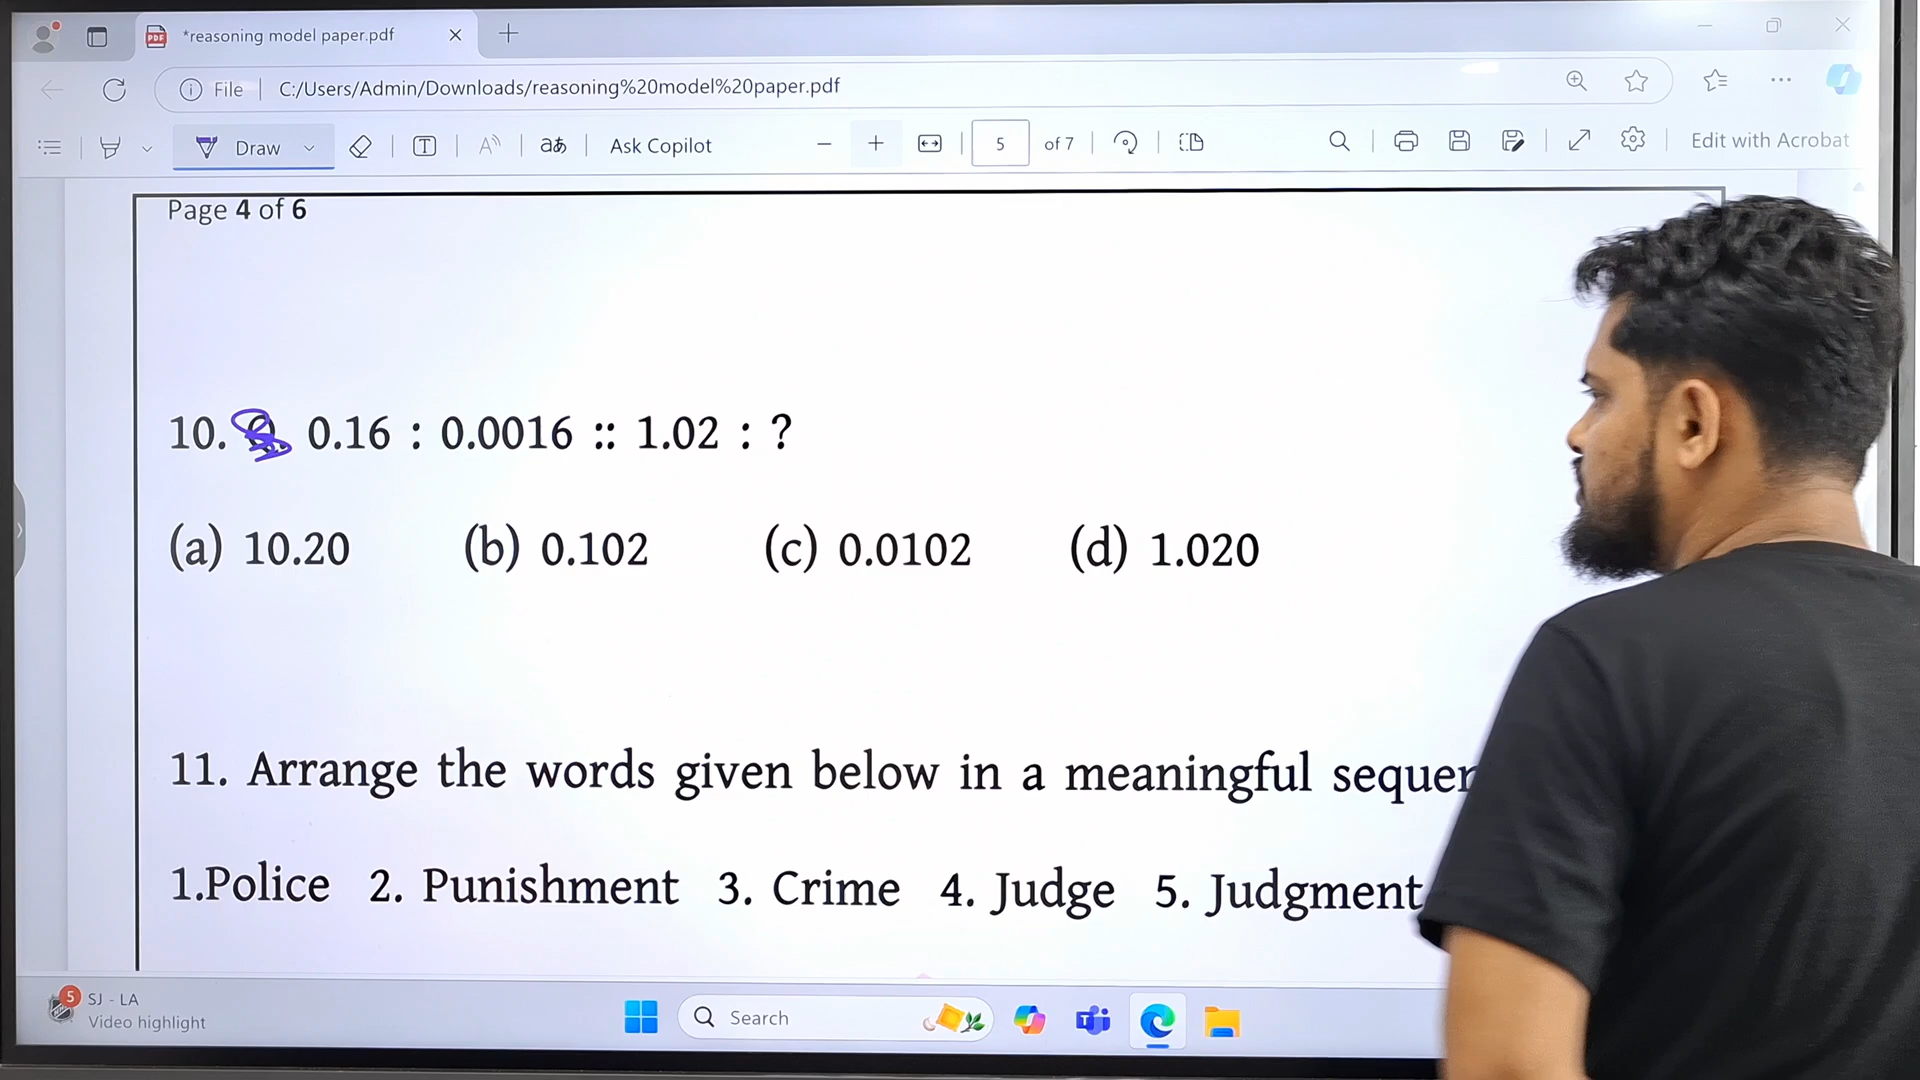 *reasoning model paper.pdf
File C:/Users/Admin/Downloads/reasoning%20model%20paper.pdf
Draw Ask Copilot 5 of 7 Edit with Acrobat
Page 4 of 6
10. 0.16 : 0.0016 :: 1.02 : ?
(a) 10.20 (b) 0.102 (c) 0.0102 (d) 1.020
11. Arrange the words given below in a meaningful
1.Police 2. Punishment 3. Crime 4. Judge 5. Judgment
5 SJ - LA
Video highlight
Search